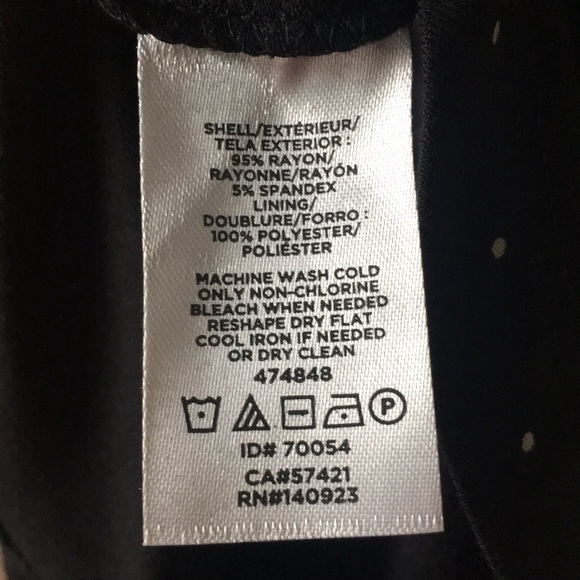 SHELL/EXTÉRIEUR/
TELA EXTERIOR :
95% RAYON/
RAYONNE/RAYÓN
5% SPANDEX
LINING/
DOUBLURE/FORRO :
100% POLYESTER/
POLIÉSTER
MACHINE WASH COLD
ONLY NON-CHLORINE
BLEACH WHEN NEEDED
RESHAPE DRY FLAT
COOL IRON IF NEEDED
OR DRY CLEAN
474848
P
ID# 70054
CA#57421
RN#140923